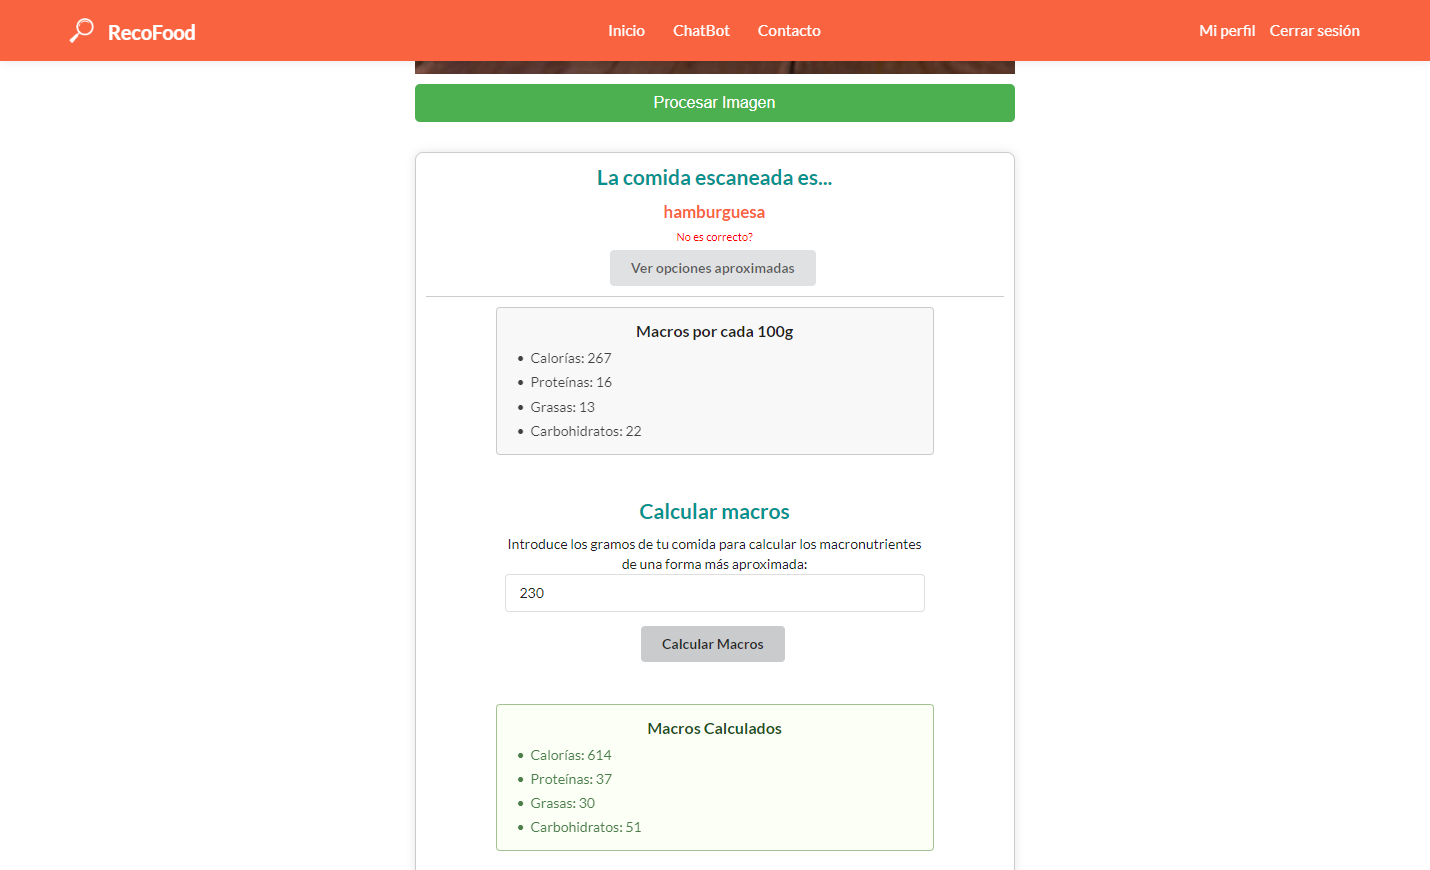 RecoFood
Inicio
ChatBot
Contacto
Mi perfil
Cerrar sesión
Procesar Imagen
La comida escaneada es...
hamburguesa
No es correcto?
Ver opciones aproximadas
Macros por cada 100g
Calorías: 267
Proteínas: 16
Grasas: 13
Carbohidratos: 22
Calcular macros
Introduce los gramos de tu comida para calcular los macronutrientes
de una forma más aproximada:
230
Calcular Macros
Macros Calculados
Calorías: 614
Proteínas: 37
Grasas: 30
Carbohidratos: 51